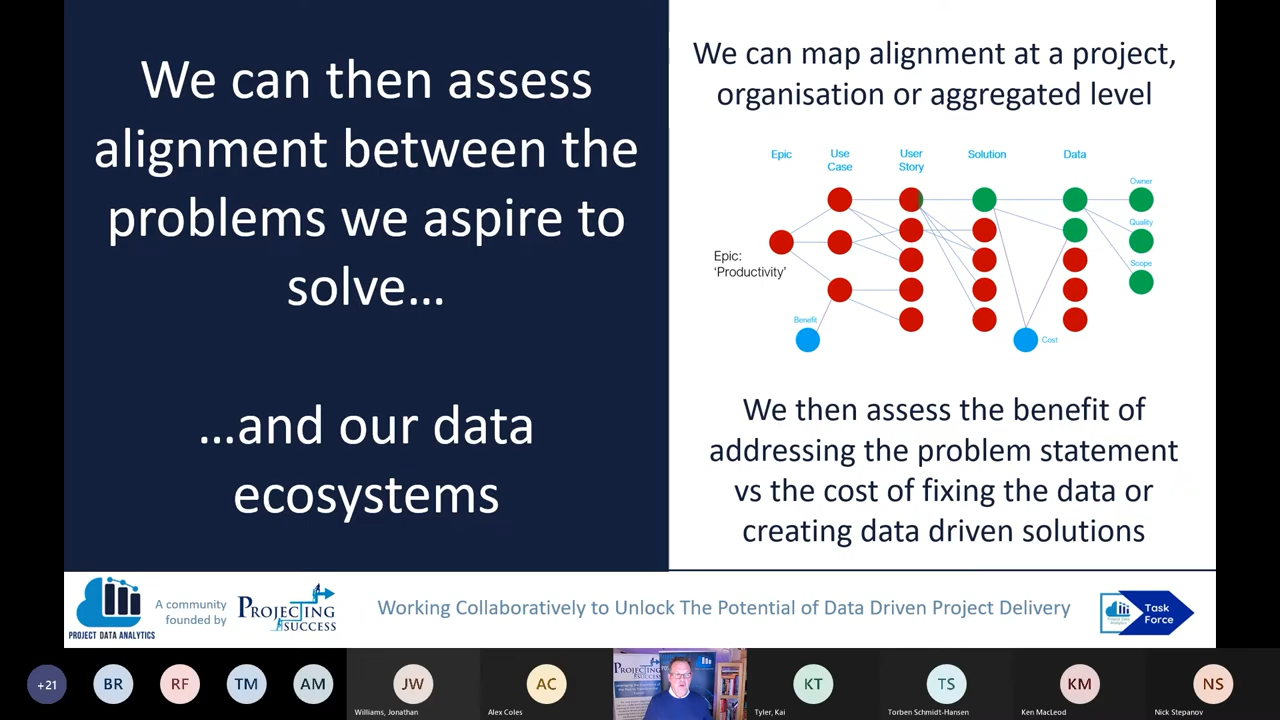 We can then assess
alignment between the
problems we aspire to
solve…
…and our data
ecosystems
We can map alignment at a project,
organisation or aggregated level
Epic
Use
Case
User
Story
Solution
Data
Owner
Quality
Scope
Epic:
'Productivity'
Benefit
Cost
We then assess the benefit of
addressing the problem statement
vs the cost of fixing the data or
creating data driven solutions
PROJECT DATA ANALYTICS
A community
founded by
PROJECTING
SUCCESS
Working Collaboratively to Unlock The Potential of Data Driven Project Delivery
Task
Force
+21
BR
RF
TM
AM
JW
Williams, Jonathan
AC
Alex Coles
KT
Tyler, Kai
TS
Torben Schmidt-Hansen
KM
Ken MacLeod
NS
Nick Stepanov